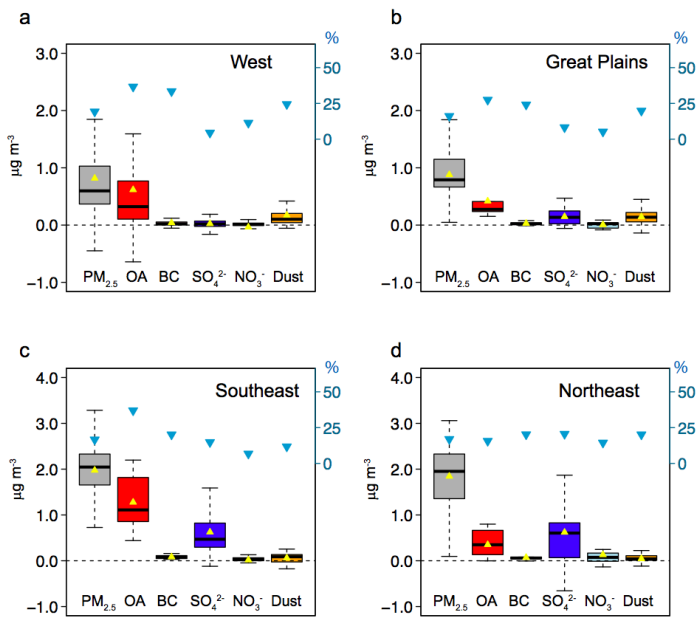 a
%
West
3.0
2.0
1.0
0.0
−1.0
50
25
0
µg m⁻³
PM₂.₅ OA BC SO₄²⁻ NO₃⁻ Dust
b
%
Great Plains
3.0
2.0
1.0
0.0
−1.0
50
25
0
µg m⁻³
PM₂.₅ OA BC SO₄²⁻ NO₃⁻ Dust
c
%
Southeast
4.0
3.0
2.0
1.0
0.0
−1.0
50
25
0
µg m⁻³
PM₂.₅ OA BC SO₄²⁻ NO₃⁻ Dust
d
%
Northeast
4.0
3.0
2.0
1.0
0.0
−1.0
50
25
0
µg m⁻³
PM₂.₅ OA BC SO₄²⁻ NO₃⁻ Dust